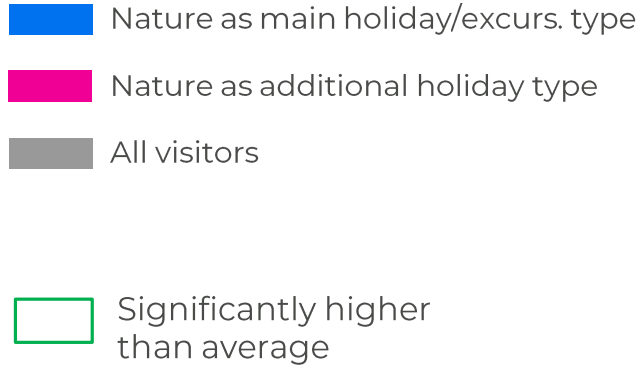 Nature as main holiday/excurs. type
Nature as additional holiday type
All visitors
Significantly higher
than average